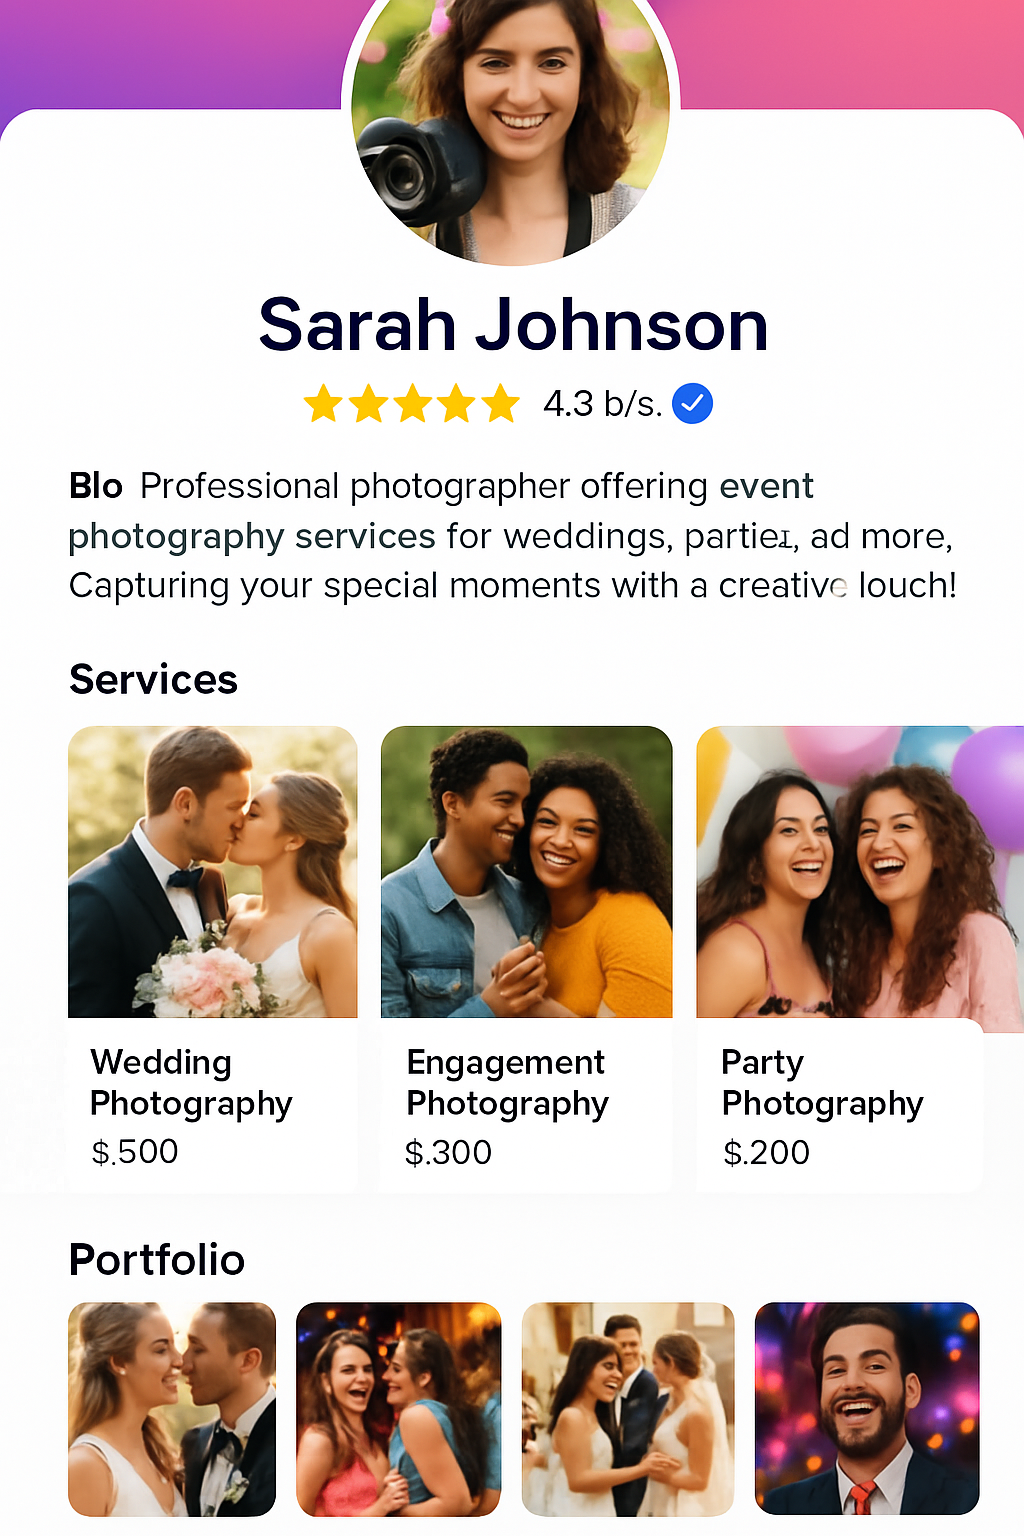 Sarah Johnson
4.3 b/s.
Blo Professional photographer offering event
photography services for weddings, partier, ad more,
Capturing your special moments with a creative louch!
Services
Wedding
Photography
$.500
Engagement
Photography
$.300
Party
Photography
$.200
Portfolio